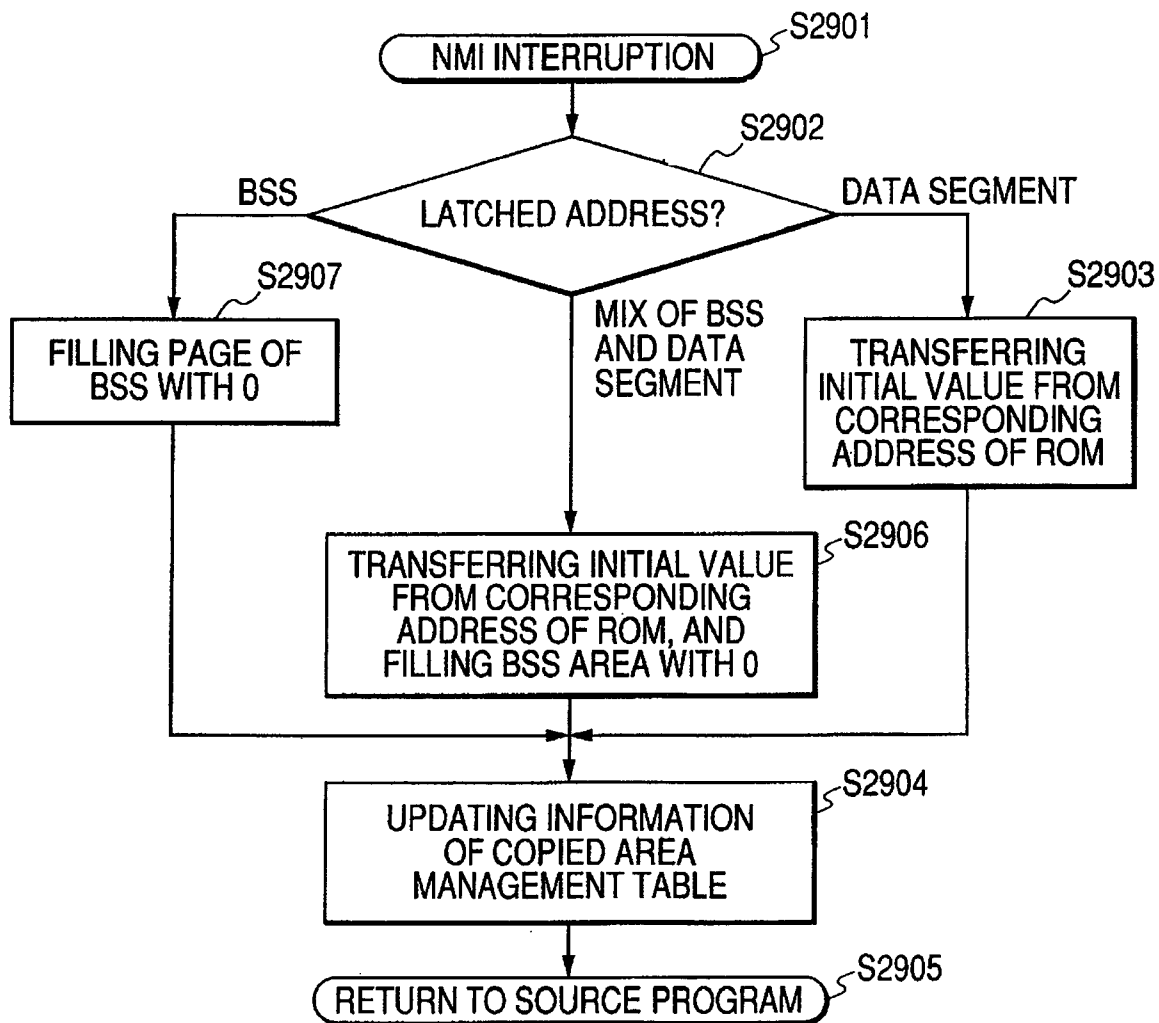 S2901
NMI INTERRUPTION
S2902
BSS
DATA SEGMENT
LATCHED ADDRESS?
S2907
S2903
FILLING PAGE OF
BSS WITH 0
MIX OF BSS
AND DATA
SEGMENT
TRANSFERRING
INITIAL VALUE FROM
CORRESPONDING
ADDRESS OF ROM
S2906
TRANSFERRING INITIAL VALUE
FROM CORRESPONDING
ADDRESS OF ROM, AND
FILLING BSS AREA WITH 0
S2904
UPDATING INFORMATION
OF COPIED AREA
MANAGEMENT TABLE
S2905
RETURN TO SOURCE PROGRAM